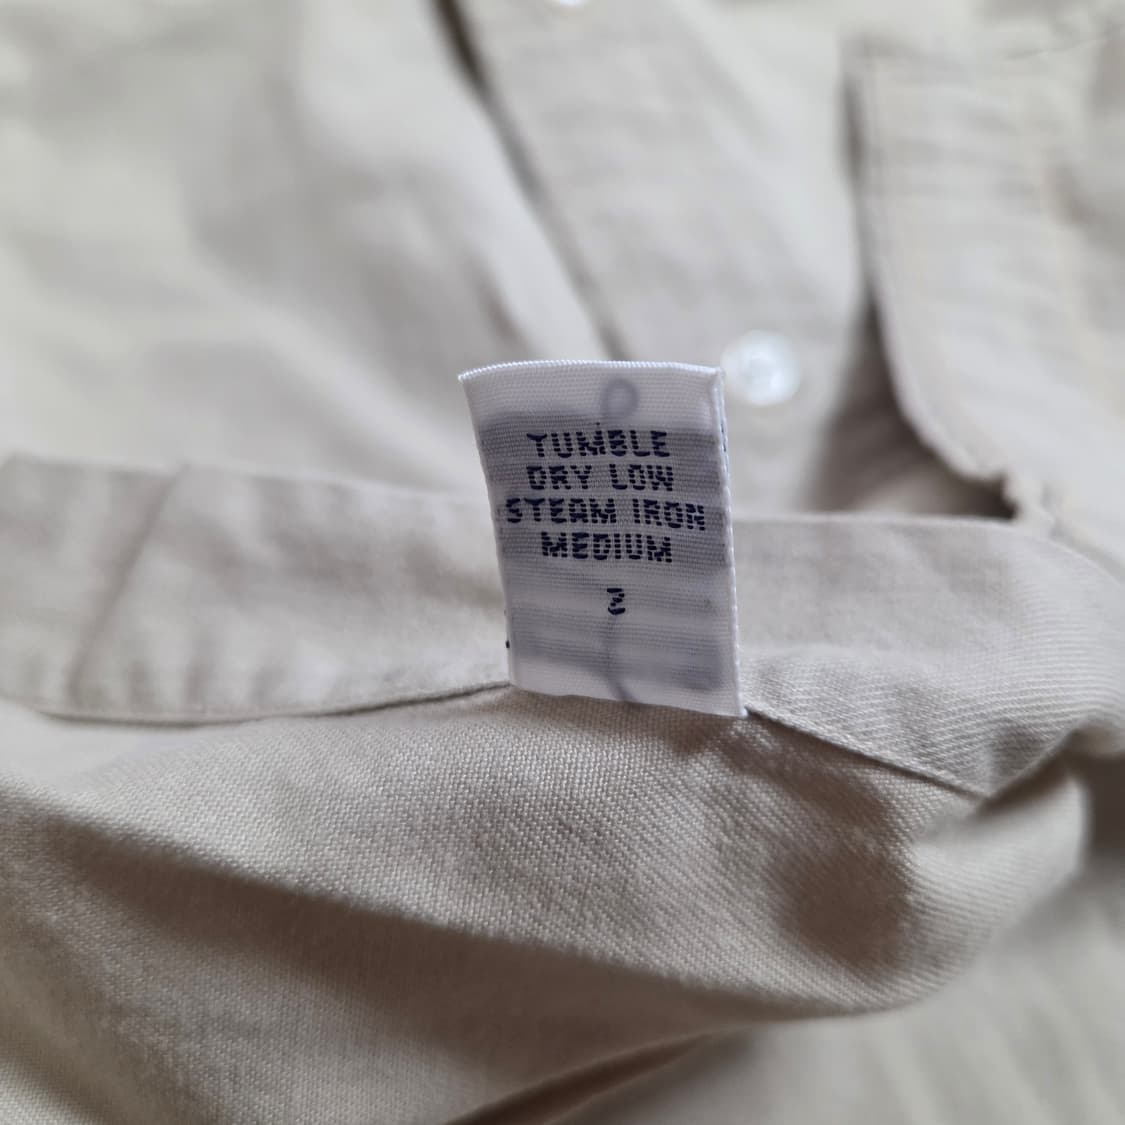 TUMBLE
DRY LOW
STEAM IRON
MEDIUM
2